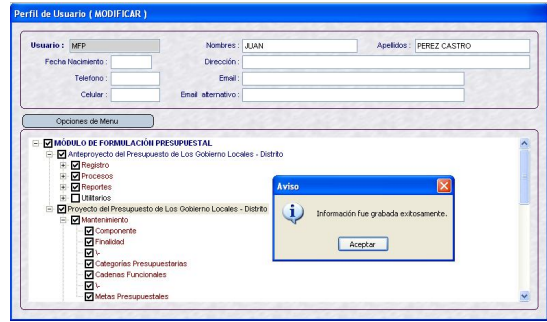 Perfil de Usuario ( MODIFICAR )
Usuario : MFP Nombres : JUAN Apellidos : PEREZ CASTRO
Fecha Nacimiento : Dirección :
Telefono : Email :
Celular : Email alternativo :
Opciones de Menu
MÓDULO DE FORMULACIÓN PRESUPUESTAL
Anteproyecto del Presupuesto de Los Gobierno Locales - Distrito
Registro
Procesos
Reportes
Utilitarios
Proyecto del Presupuesto de Los Gobierno Locales - Distrito
Mantenimiento
Componente
Finalidad
\-
Categorías Presupuestarias
Cadenas Funcionales
\-
Metas Presupuestales
Aviso
Información fue grabada exitosamente.
Aceptar